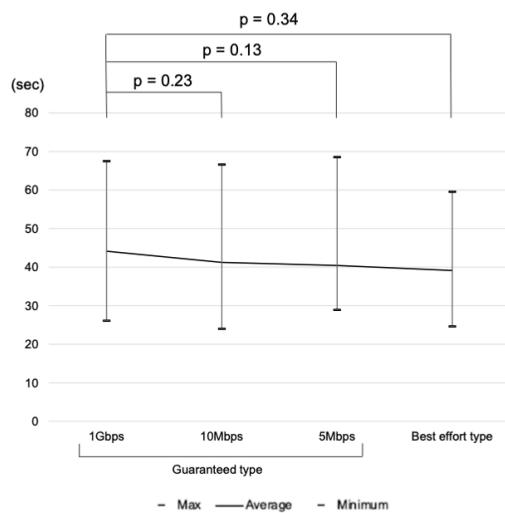 p = 0.34
p = 0.13
p = 0.23
(sec)
80
70
60
50
40
30
20
10
0
1Gbps 10Mbps 5Mbps Best effort type
Guaranteed type
Max Average Minimum